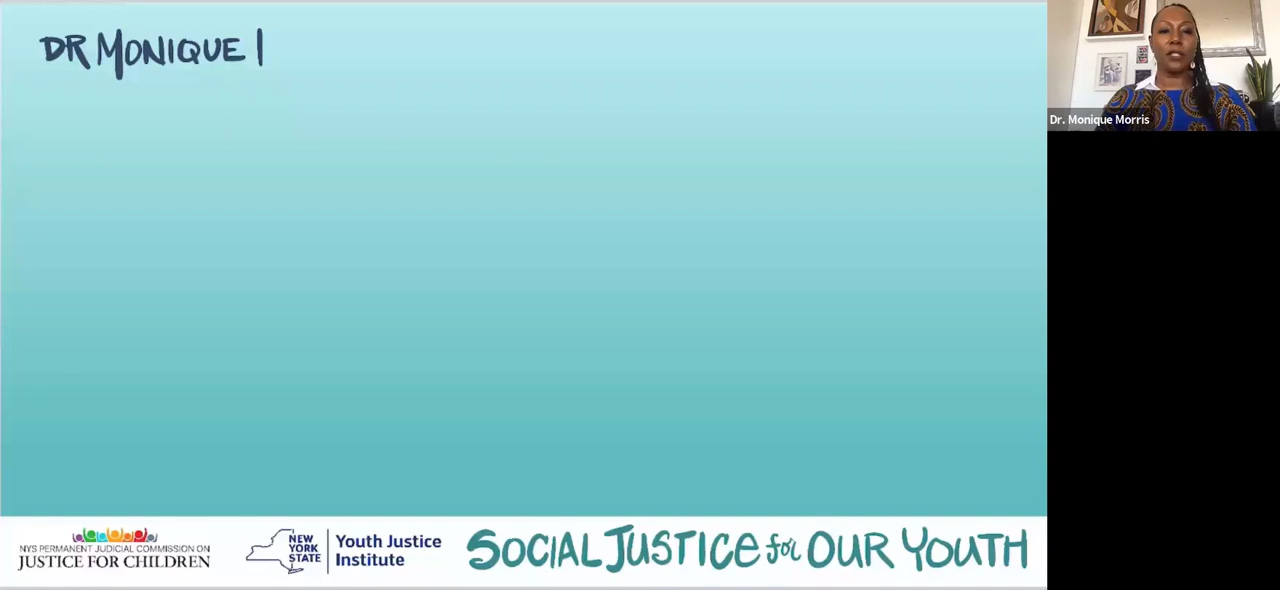 DR MONIQUE I
Dr. Monique Morris
NYS PERMANENT JUDICIAL COMMISSION ON
JUSTICE FOR CHILDREN
NEW
YORK
STATE
Youth Justice
Institute
SOCIAL JUSTICE for OUR YOUTH